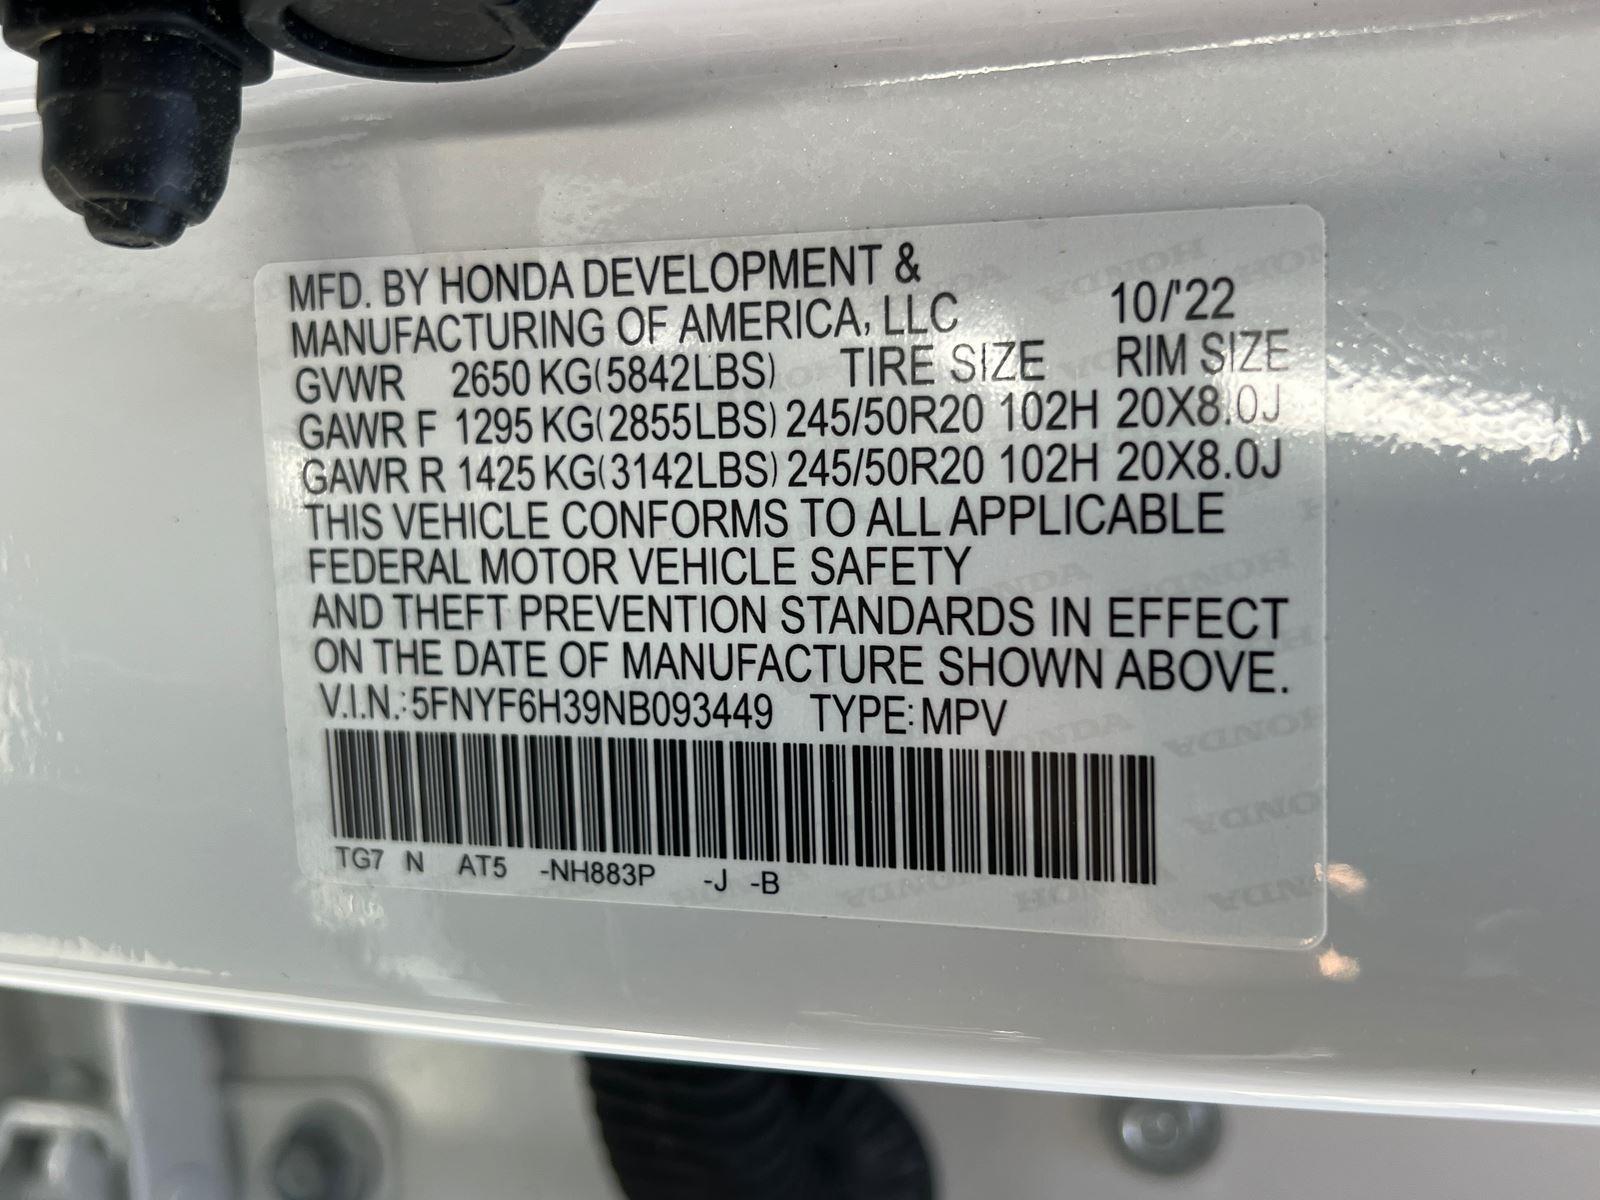 MFD. BY HONDA DEVELOPMENT &
MANUFACTURING OF AMERICA, LLC 10/'22
GVWR 2650 KG(5842LBS) TIRE SIZE RIM SIZE
GAWR F 1295 KG(2855LBS) 245/50R20 102H 20X8.0J
GAWR R 1425 KG(3142LBS) 245/50R20 102H 20X8.0J
THIS VEHICLE CONFORMS TO ALL APPLICABLE
FEDERAL MOTOR VEHICLE SAFETY
AND THEFT PREVENTION STANDARDS IN EFFECT
ON THE DATE OF MANUFACTURE SHOWN ABOVE.
V.I.N.: 5FNYF6H39NB093449 TYPE: MPV
TG7 N AT5 -NH883P -J -B